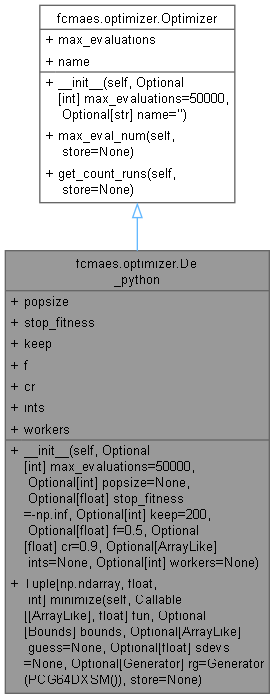 fcmaes.optimizer.Optimizer
+ max_evaluations
+ name
+ __init__(self, Optional
[int] max_evaluations=50000,
Optional[str] name='')
+ max_eval_num(self,
store=None)
+ get_count_runs(self,
store=None)
fcmaes.optimizer.De
_python
+ popsize
+ stop_fitness
+ keep
+ f
+ cr
+ ints
+ workers
+ __init__(self, Optional
[int] max_evaluations=50000,
Optional[int] popsize=None,
Optional[float] stop_fitness
=-np.inf, Optional[int] keep=200,
Optional[float] f=0.5, Optional
[float] cr=0.9, Optional[ArrayLike]
ints=None, Optional[int] workers=None)
+ Tuple[np.ndarray, float,
int] minimize(self, Callable
[[ArrayLike], float] fun, Optional
[Bounds] bounds, Optional[ArrayLike]
guess=None, Optional[float] sdevs
=None, Optional[Generator] rg=Generator
(PCG64DXSM()), store=None)